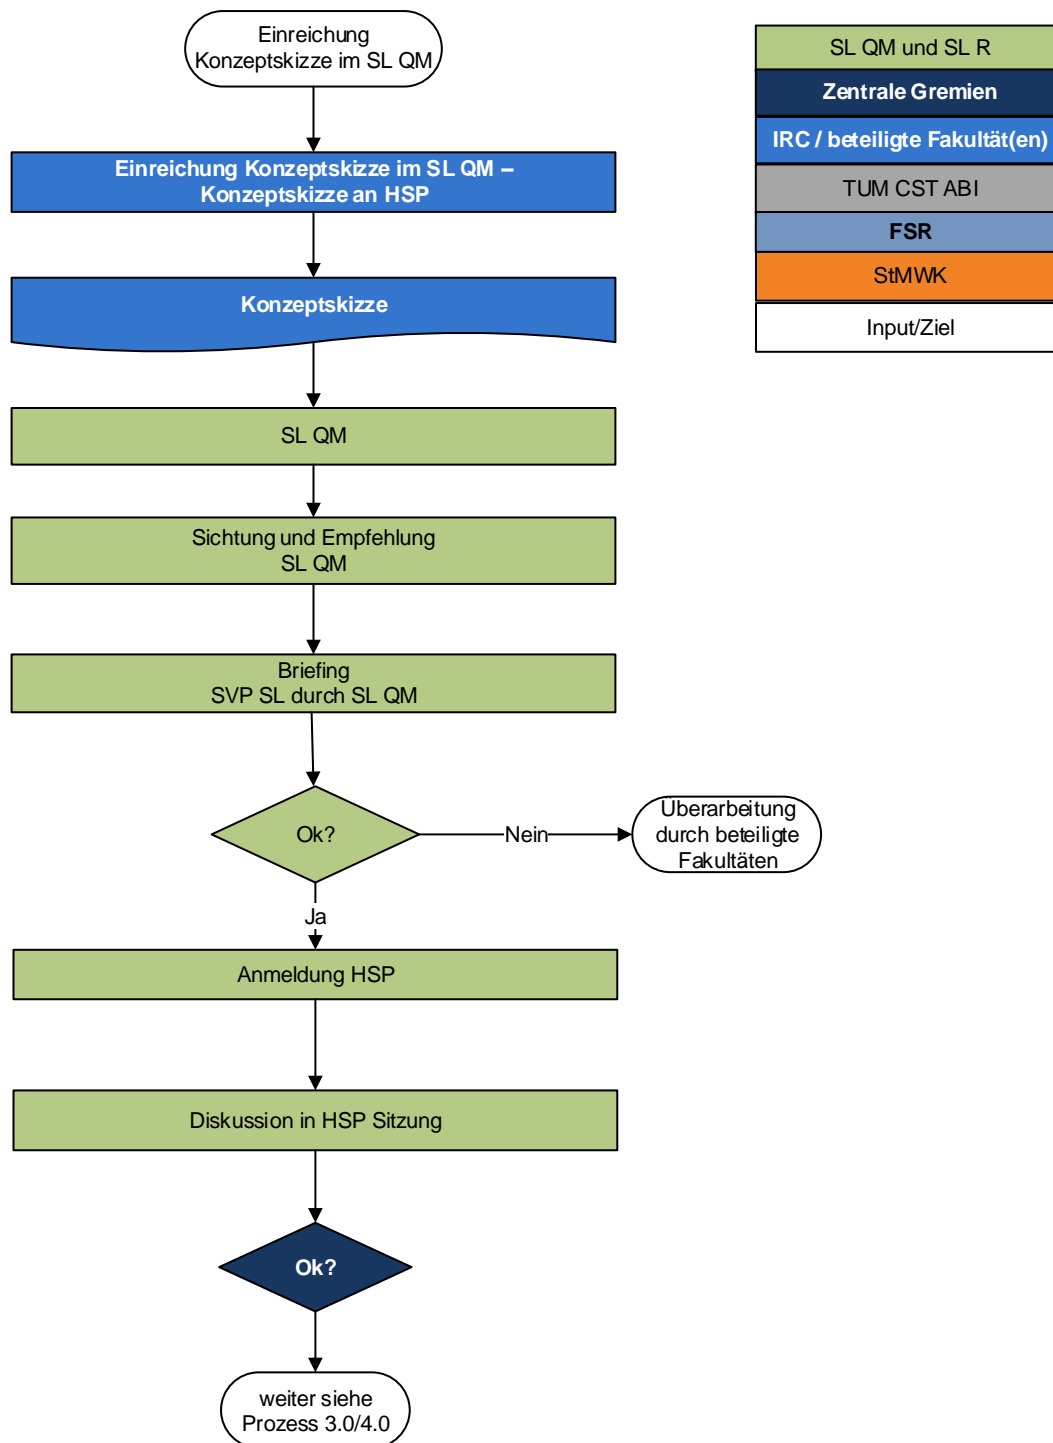 Einreichung
Konzeptskizze im SL QM
Einreichung Konzeptskizze im SL QM –
Konzeptskizze an HSP
Konzeptskizze
SL QM
Sichtung und Empfehlung
SL QM
Briefing
SVP SL durch SL QM
Ok?
Nein
Überarbeitung
durch beteiligte
Fakultäten
Ja
Anmeldung HSP
Diskussion in HSP Sitzung
Ok?
weiter siehe
Prozess 3.0/4.0
SL QM und SL R
Zentrale Gremien
IRC / beteiligte Fakultät(en)
TUM CST ABI
FSR
StMWK
Input/Ziel